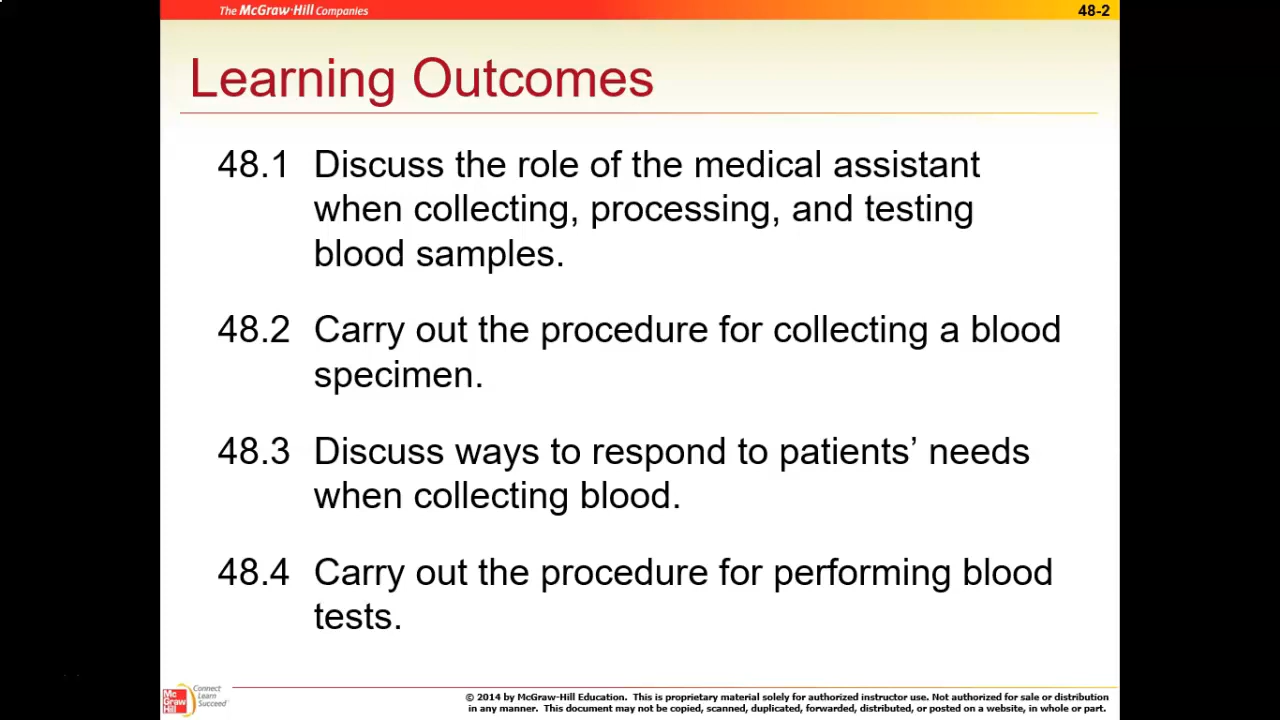 The McGraw·Hill Companies
48-2
Learning Outcomes
48.1 Discuss the role of the medical assistant
when collecting, processing, and testing
blood samples.
48.2 Carry out the procedure for collecting a blood
specimen.
48.3 Discuss ways to respond to patients’ needs
when collecting blood.
48.4 Carry out the procedure for performing blood
tests.
Mc
Graw
Hill
Connect
Learn
Succeed
© 2014 by McGraw-Hill Education. This is proprietary material solely for authorized instructor use. Not authorized for sale or distribution
in any manner. This document may not be copied, scanned, duplicated, forwarded, distributed, or posted on a website, in whole or part.